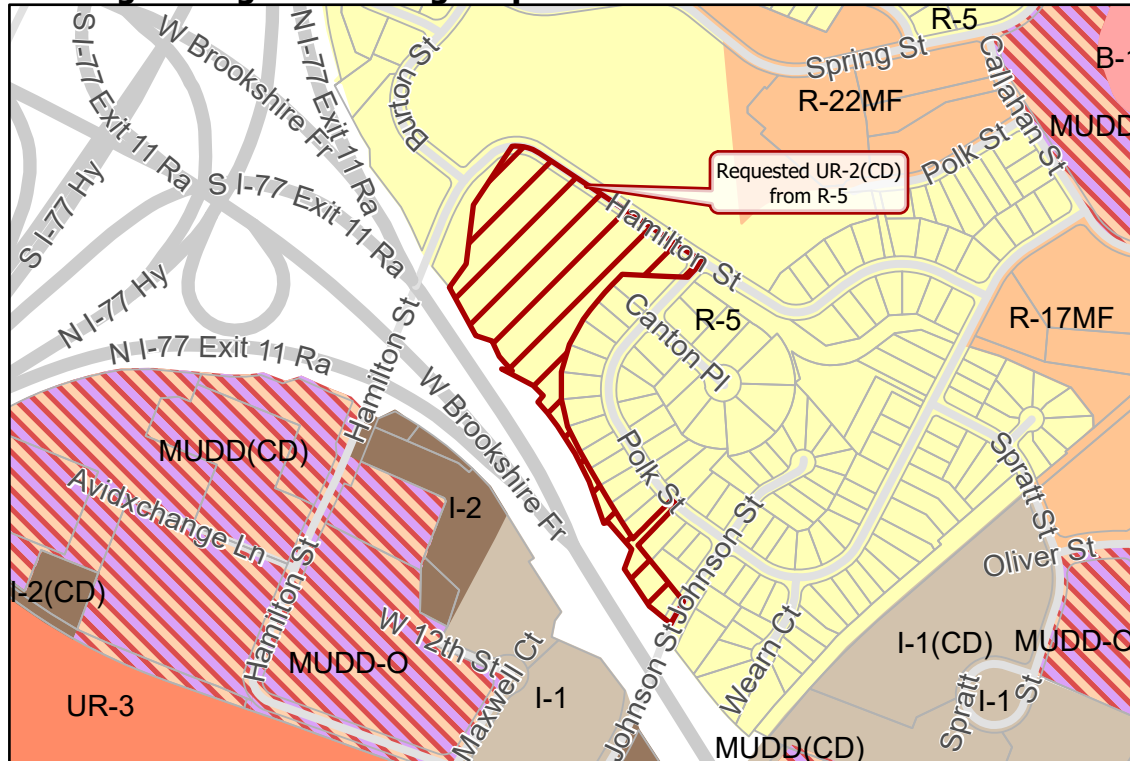 R-5
S I-77 Exit 11 Ra
W Brookshire Fr
N I-77 Exit 11 Ra
Burton St
Spring St
Callahan St
B-1
R-22MF
MUDD
Polk St
Requested UR-2(CD)
from R-5
S I-77 Hy
S I-77 Exit 11 Ra
Hamilton St
N I-77 Hy
Canton Pl
R-5
R-17MF
N I-77 Exit 11 Ra
Hamilton St
W Brookshire Fr
MUDD(CD)
Polk St
Spratt St
Avidxchange Ln
I-2
Johnson St
Oliver St
I-2(CD)
Hamilton St
W 12th St
Wearn Ct
I-1(CD)
MUDD-O
MUDD-O
UR-3
Maxwell Ct
I-1
Johnson St
Spratt St
I-1
MUDD(CD)